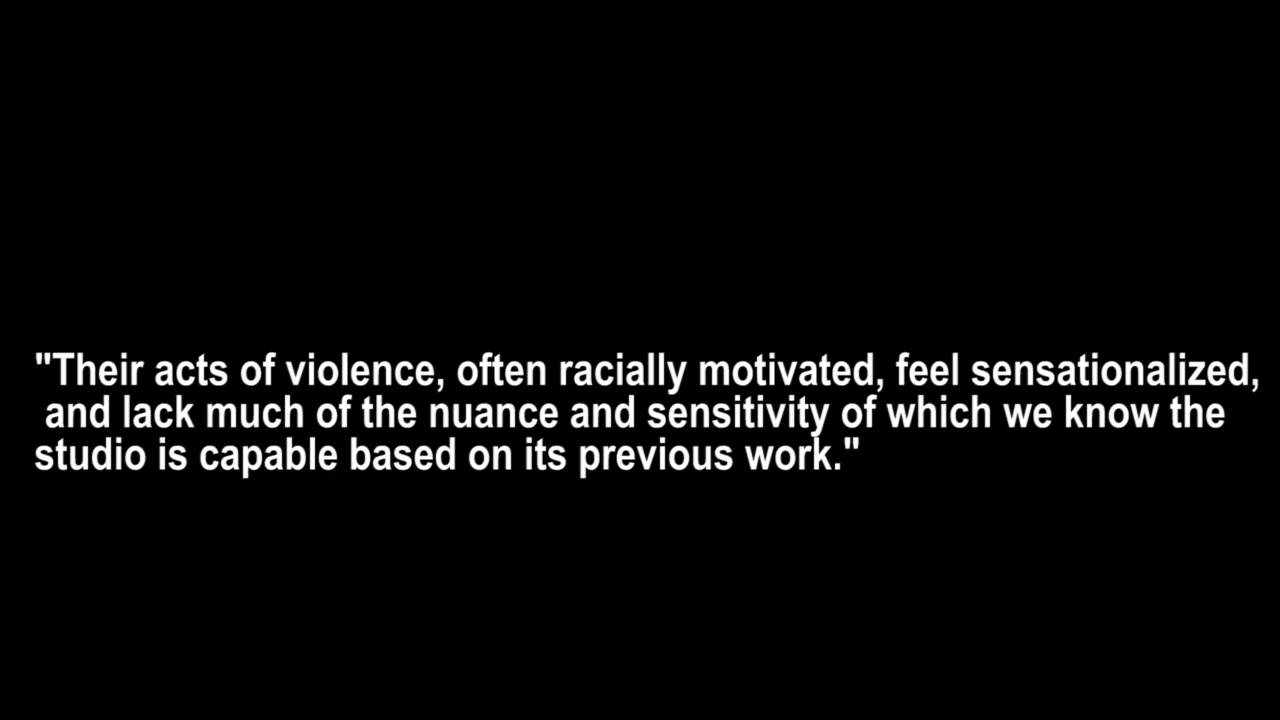 "Their acts of violence, often racially motivated, feel sensationalized,
and lack much of the nuance and sensitivity of which we know the
studio is capable based on its previous work."